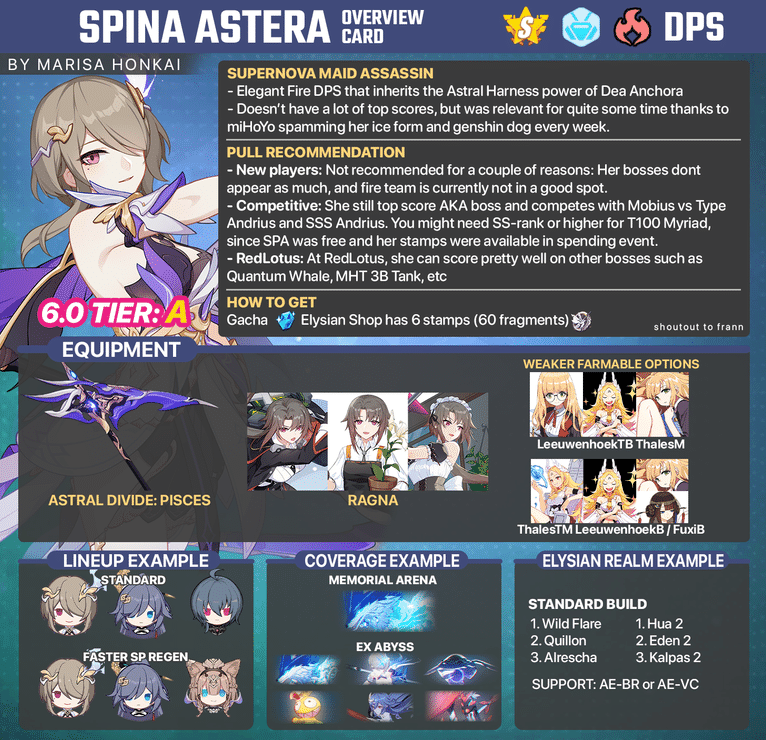 SPINA ASTERA OVERVIEW CARD
S DPS
BY MARISA HONKAI
SUPERNOVA MAID ASSASSIN
- Elegant Fire DPS that inherits the Astral Harness power of Dea Anchora
- Doesn't have a lot of top scores, but was relevant for quite some time thanks to
miHoYo spamming her ice form and genshin dog every week.
PULL RECOMMENDATION
- New players: Not recommended for a couple of reasons: Her bosses dont
appear as much, and fire team is currently not in a good spot.
- Competitive: She still top score AKA boss and competes with Mobius vs Type
Andrius and SSS Andrius. You might need SS-rank or higher for T100 Myriad,
since SPA was free and her stamps were available in spending event.
- RedLotus: At RedLotus, she can score pretty well on other bosses such as
Quantum Whale, MHT 3B Tank, etc
HOW TO GET
Gacha Elysian Shop has 6 stamps (60 fragments)
shoutout to frann
6.0 TIER: A
EQUIPMENT
ASTRAL DIVIDE: PISCES
RAGNA
WEAKER FARMABLE OPTIONS
LeeuwenhoekTB ThalesM
ThalesTM LeeuwenhoekB / FuxiB
LINEUP EXAMPLE
STANDARD
FASTER SP REGEN
COVERAGE EXAMPLE
MEMORIAL ARENA
EX ABYSS
ELYSIAN REALM EXAMPLE
STANDARD BUILD
1. Wild Flare 1. Hua 2
2. Quillon 2. Eden 2
3. Alrescha 3. Kalpas 2
SUPPORT: AE-BR or AE-VC